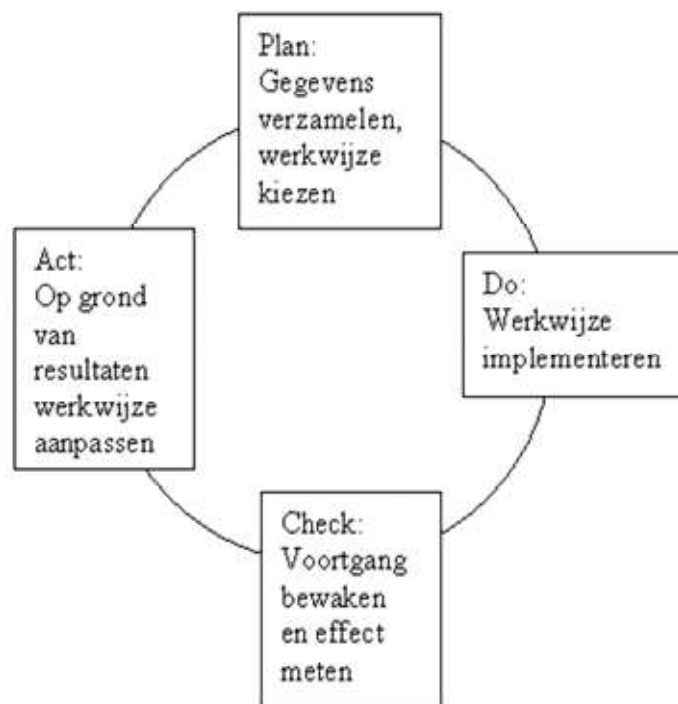 Plan:
Gegevens
verzamelen,
werkwijze
kiezen
Do:
Werkwijze
implementeren
Check:
Voortgang
bewaken
en effect
meten
Act:
Op grond
van
resultaten
werkwijze
aanpassen